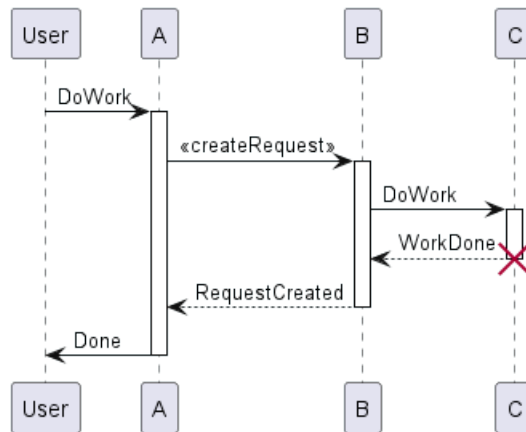 User A B C
DoWork
«createRequest»
DoWork
WorkDone
RequestCreated
Done
User A B C